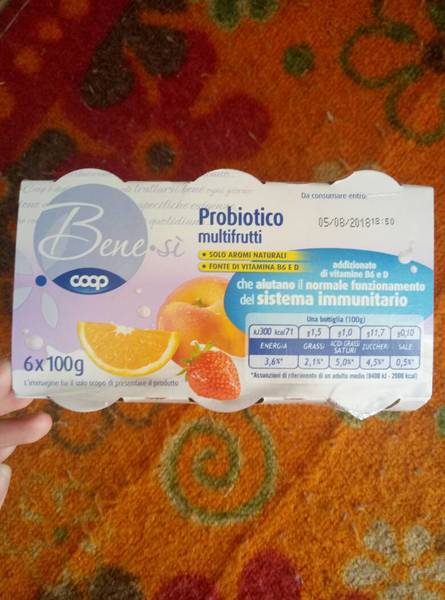 Da consumare entro:
05/08/2018 18:50
Bene.sì
coop
Probiotico
multifrutti
• SOLO AROMI NATURALI
• FONTE DI VITAMINA B6 E D
addizionato
di vitamine B6 e D
che aiutano il normale funzionamento
del sistema immunitario
Una bottiglia (100g)
kJ300 kcal71 g1,5 g1,0 g11,7 g0,10
ENERGIA GRASSI ACIDI GRASSI SATURI ZUCCHERI SALE
3,6%* 2,1%* 5,0%* 4,5%* 0,5%*
*Assunzioni di riferimento di un adulto medio (8400 kJ - 2000 kcal)
6x100g
L'immagine ha il solo scopo di presentare il prodotto